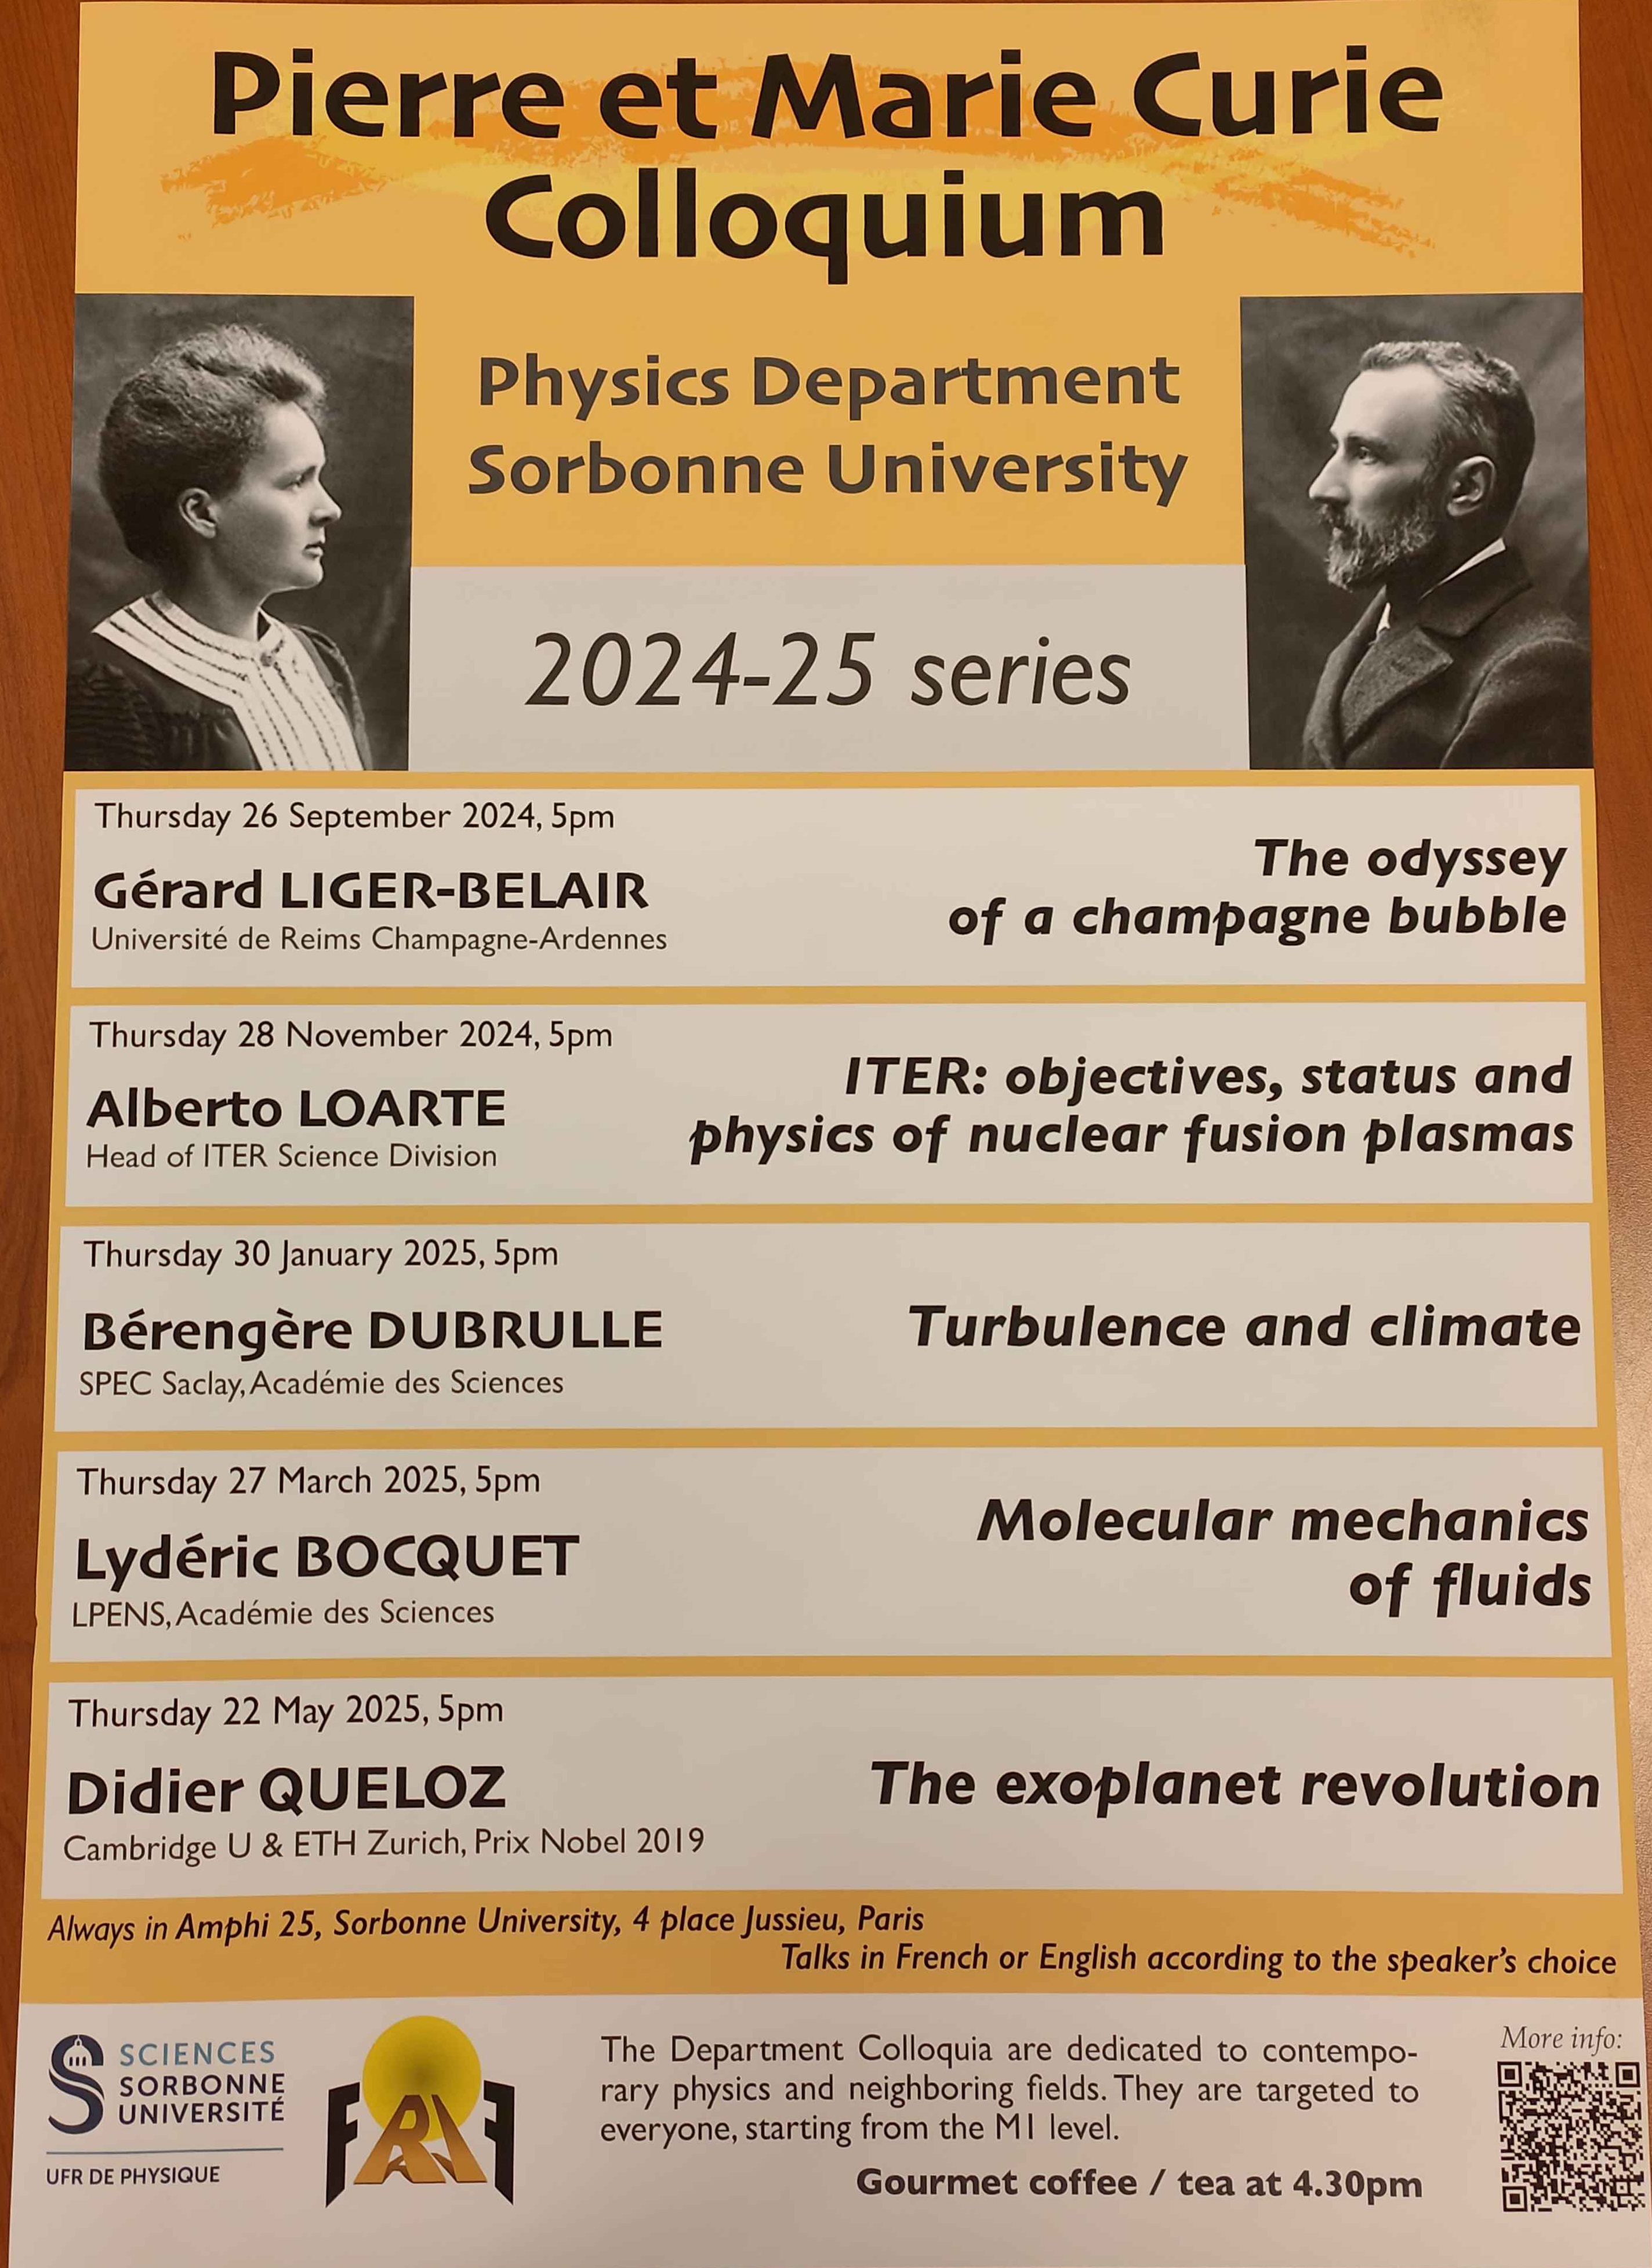 Pierre et Marie Curie
Colloquium
Physics Department
Sorbonne University
2024-25 series
Thursday 26 September 2024, 5pm
Gérard LIGER-BELAIR
Université de Reims Champagne-Ardennes
The odyssey
of a champagne bubble
Thursday 28 November 2024, 5pm
Alberto LOARTE
Head of ITER Science Division
ITER: objectives, status and
physics of nuclear fusion plasmas
Thursday 30 January 2025, 5pm
Bérengère DUBRULLE
SPEC Saclay, Académie des Sciences
Turbulence and climate
Thursday 27 March 2025, 5pm
Lydéric BOCQUET
LPENS, Académie des Sciences
Molecular mechanics
of fluids
Thursday 22 May 2025, 5pm
Didier QUELOZ
Cambridge U & ETH Zurich, Prix Nobel 2019
The exoplanet revolution
Always in Amphi 25, Sorbonne University, 4 place Jussieu, Paris
Talks in French or English according to the speaker's choice
SCIENCES
SORBONNE
UNIVERSITÉ
UFR DE PHYSIQUE
FRIF
The Department Colloquia are dedicated to contempo-
rary physics and neighboring fields. They are targeted to
everyone, starting from the M1 level.
Gourmet coffee / tea at 4.30pm
More info: